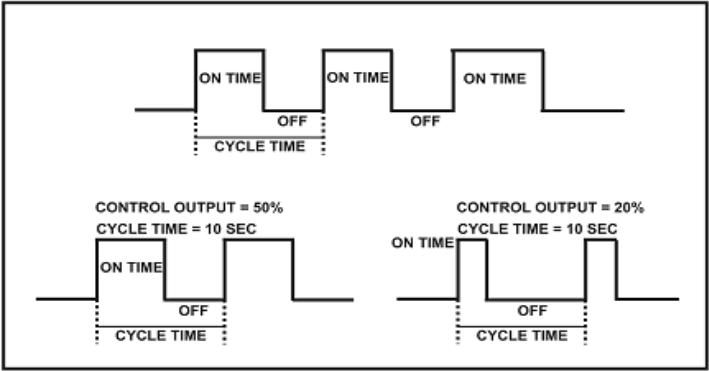 ON TIME ON TIME ON TIME
OFF OFF
CYCLE TIME
CONTROL OUTPUT = 50%
CYCLE TIME = 10 SEC
ON TIME
OFF
CYCLE TIME
CONTROL OUTPUT = 20%
CYCLE TIME = 10 SEC
ON TIME
OFF
CYCLE TIME